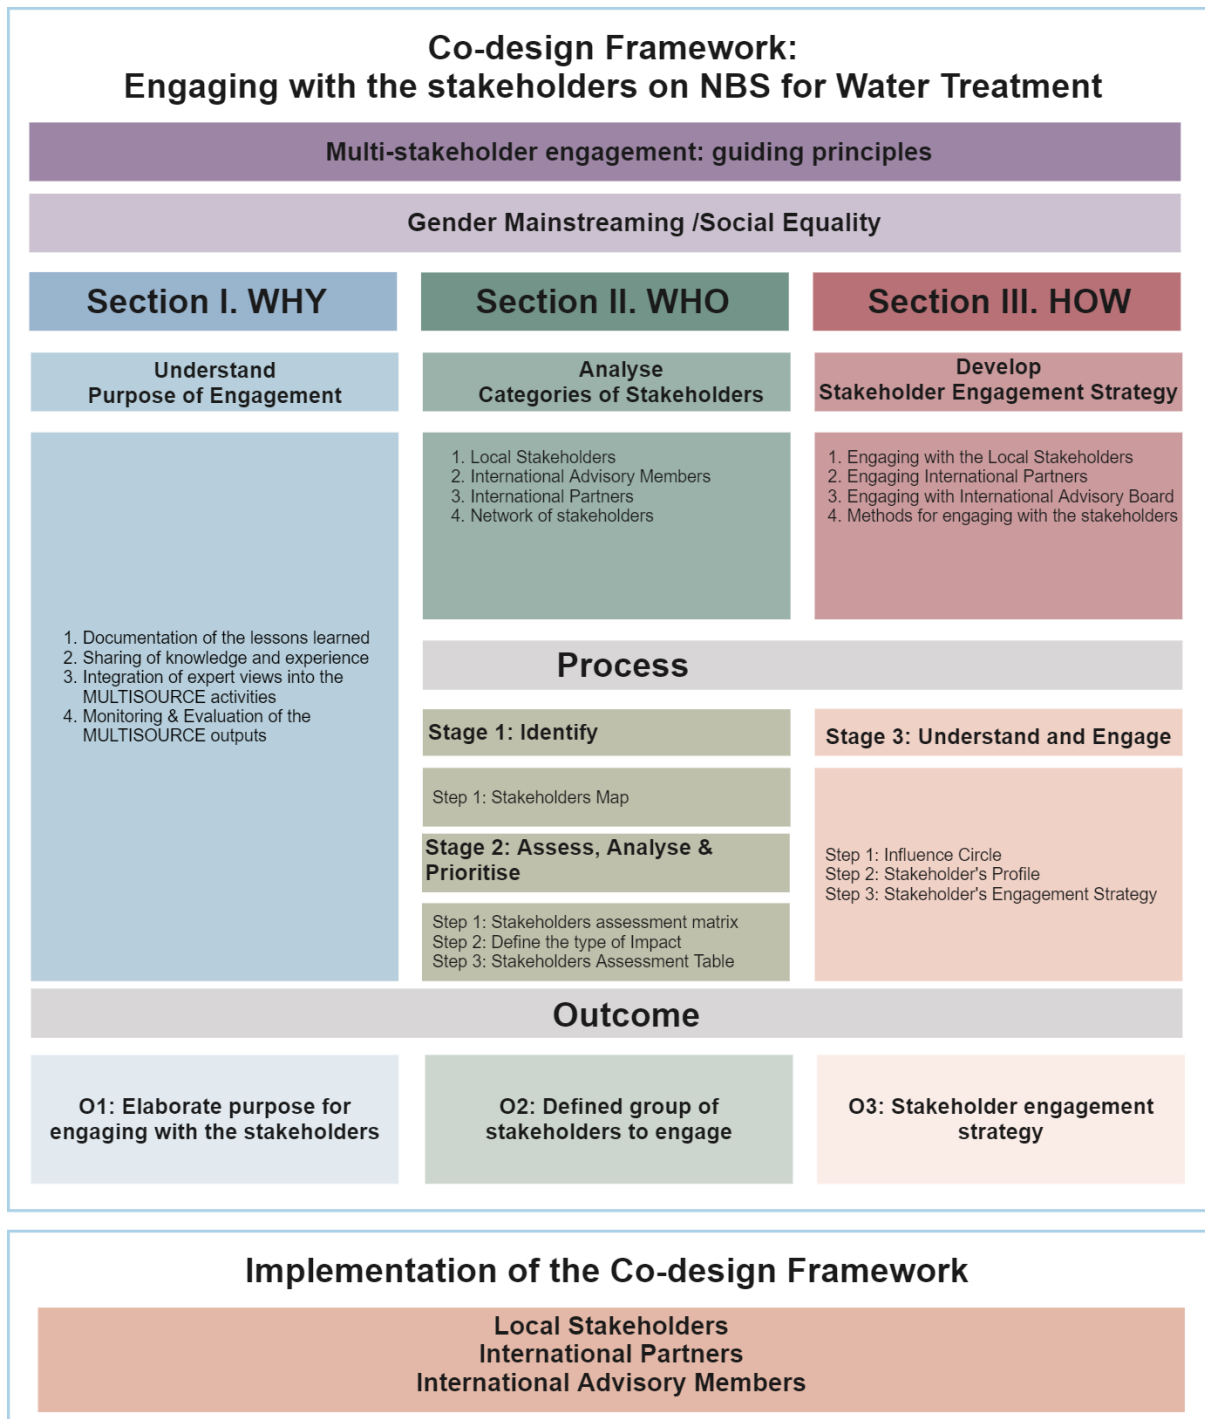 Co-design Framework:
Engaging with the stakeholders on NBS for Water Treatment
Multi-stakeholder engagement: guiding principles
Gender Mainstreaming /Social Equality
Section I. WHY
Understand
Purpose of Engagement
1. Documentation of the lessons learned
2. Sharing of knowledge and experience
3. Integration of expert views into the
MULTISOURCE activities
4. Monitoring & Evaluation of the
MULTISOURCE outputs
Section II. WHO
Analyse
Categories of Stakeholders
1. Local Stakeholders
2. International Advisory Members
3. International Partners
4. Network of stakeholders
Section III. HOW
Develop
Stakeholder Engagement Strategy
1. Engaging with the Local Stakeholders
2. Engaging International Partners
3. Engaging with International Advisory Board
4. Methods for engaging with the stakeholders
Process
Stage 1: Identify
Step 1: Stakeholders Map
Stage 2: Assess, Analyse &
Prioritise
Step 1: Stakeholders assessment matrix
Step 2: Define the type of Impact
Step 3: Stakeholders Assessment Table
Stage 3: Understand and Engage
Step 1: Influence Circle
Step 2: Stakeholder's Profile
Step 3: Stakeholder's Engagement Strategy
Outcome
O1: Elaborate purpose for
engaging with the stakeholders
O2: Defined group of
stakeholders to engage
O3: Stakeholder engagement
strategy
Implementation of the Co-design Framework
Local Stakeholders
International Partners
International Advisory Members